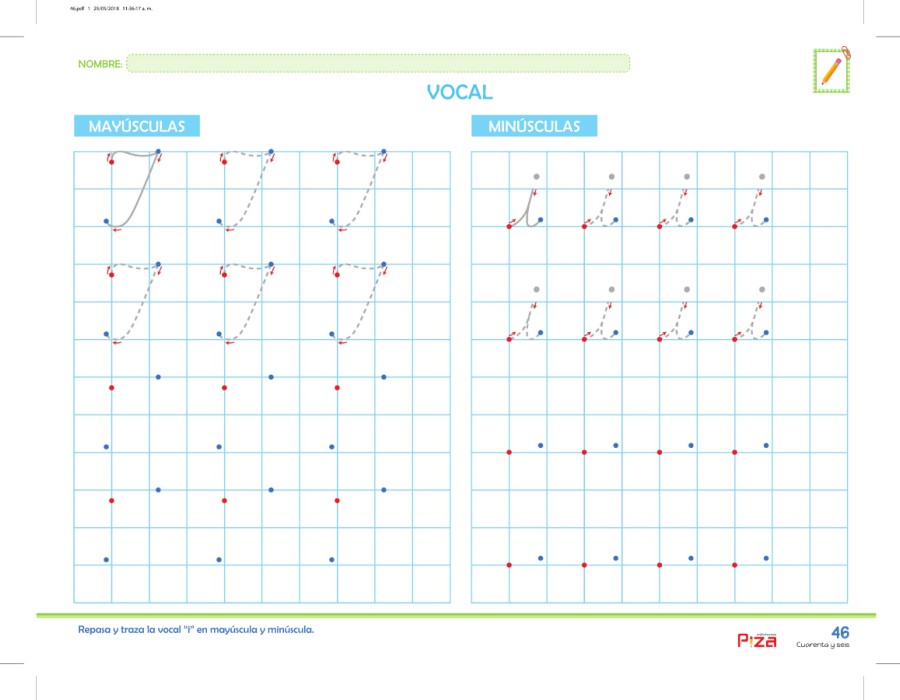 46.pdf 1 23/05/2018 11:36:17 a. m.
NOMBRE:
VOCAL
MAYÚSCULAS
MINÚSCULAS
Repasa y traza la vocal "i" en mayúscula y minúscula.
PiZA
46
Cuarenta y seis